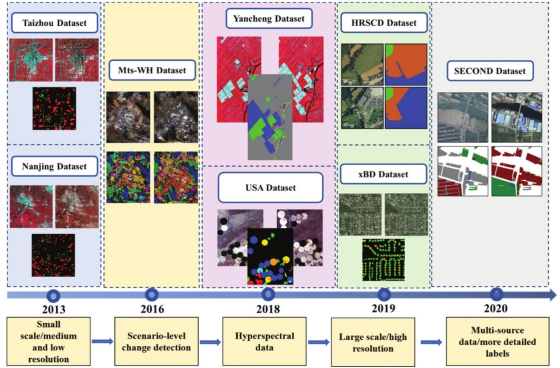 Taizhou Dataset
Nanjing Dataset
Mts-WH Dataset
Yancheng Dataset
USA Dataset
HRSCD Dataset
xBD Dataset
SECOND Dataset
2013
2016
2018
2019
2020
Small
scale/medium
and low
resolution
Scenario-level
change detection
Hyperspectral
data
Large scale/high
resolution
Multi-source
data/more detailed
labels